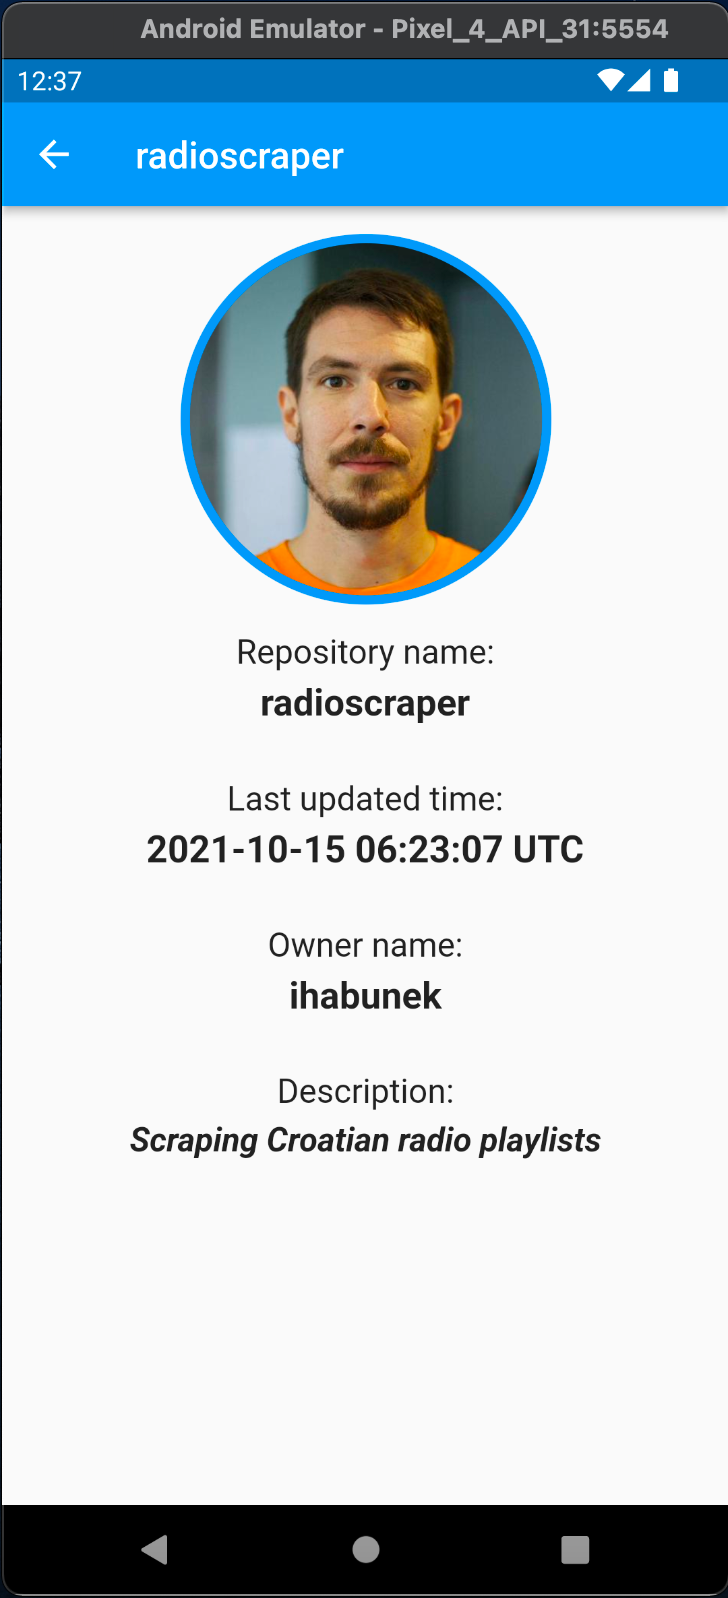 Android Emulator - Pixel_4_API_31:5554
12:37
radioscraper
Repository name:
radioscraper
Last updated time:
2021-10-15 06:23:07 UTC
Owner name:
ihabunek
Description:
Scraping Croatian radio playlists